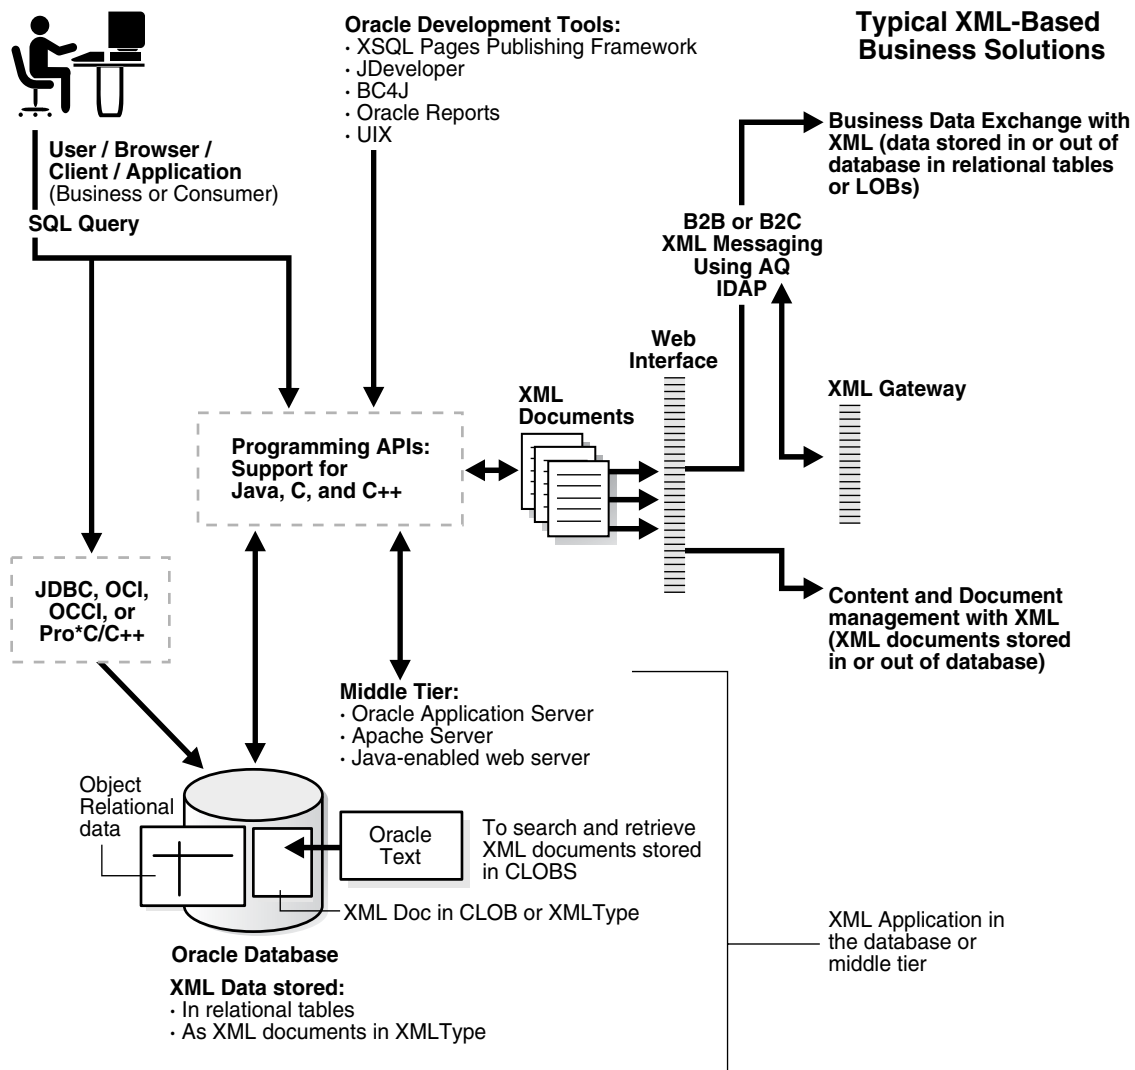 Oracle Development Tools:
· XSQL Pages Publishing Framework
· JDeveloper
· BC4J
· Oracle Reports
· UIX
Typical XML-Based
Business Solutions
User / Browser /
Client / Application
(Business or Consumer)
SQL Query
Business Data Exchange with
XML (data stored in or out of
database in relational tables
or LOBs)
B2B or B2C
XML Messaging
Using AQ
IDAP
Web
Interface
XML
Documents
XML Gateway
Programming APIs:
Support for
Java, C, and C++
JDBC, OCI,
OCCI, or
Pro*C/C++
Content and Document
management with XML
(XML documents stored
in or out of database)
Middle Tier:
· Oracle Application Server
· Apache Server
· Java-enabled web server
Object
Relational
data
Oracle
Text
To search and retrieve
XML documents stored
in CLOBS
XML Doc in CLOB or XMLType
Oracle Database
XML Data stored:
· In relational tables
· As XML documents in XMLType
XML Application in
the database or
middle tier